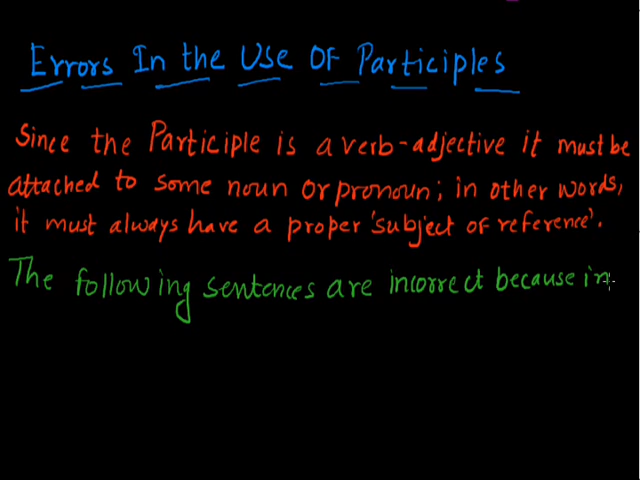 Errors In the Use Of Participles
Since the Participle is a verb-adjective it must be
attached to some noun or pronoun; in other words,
it must always have a proper 'subject of reference'.
The following sentences are incorrect because in